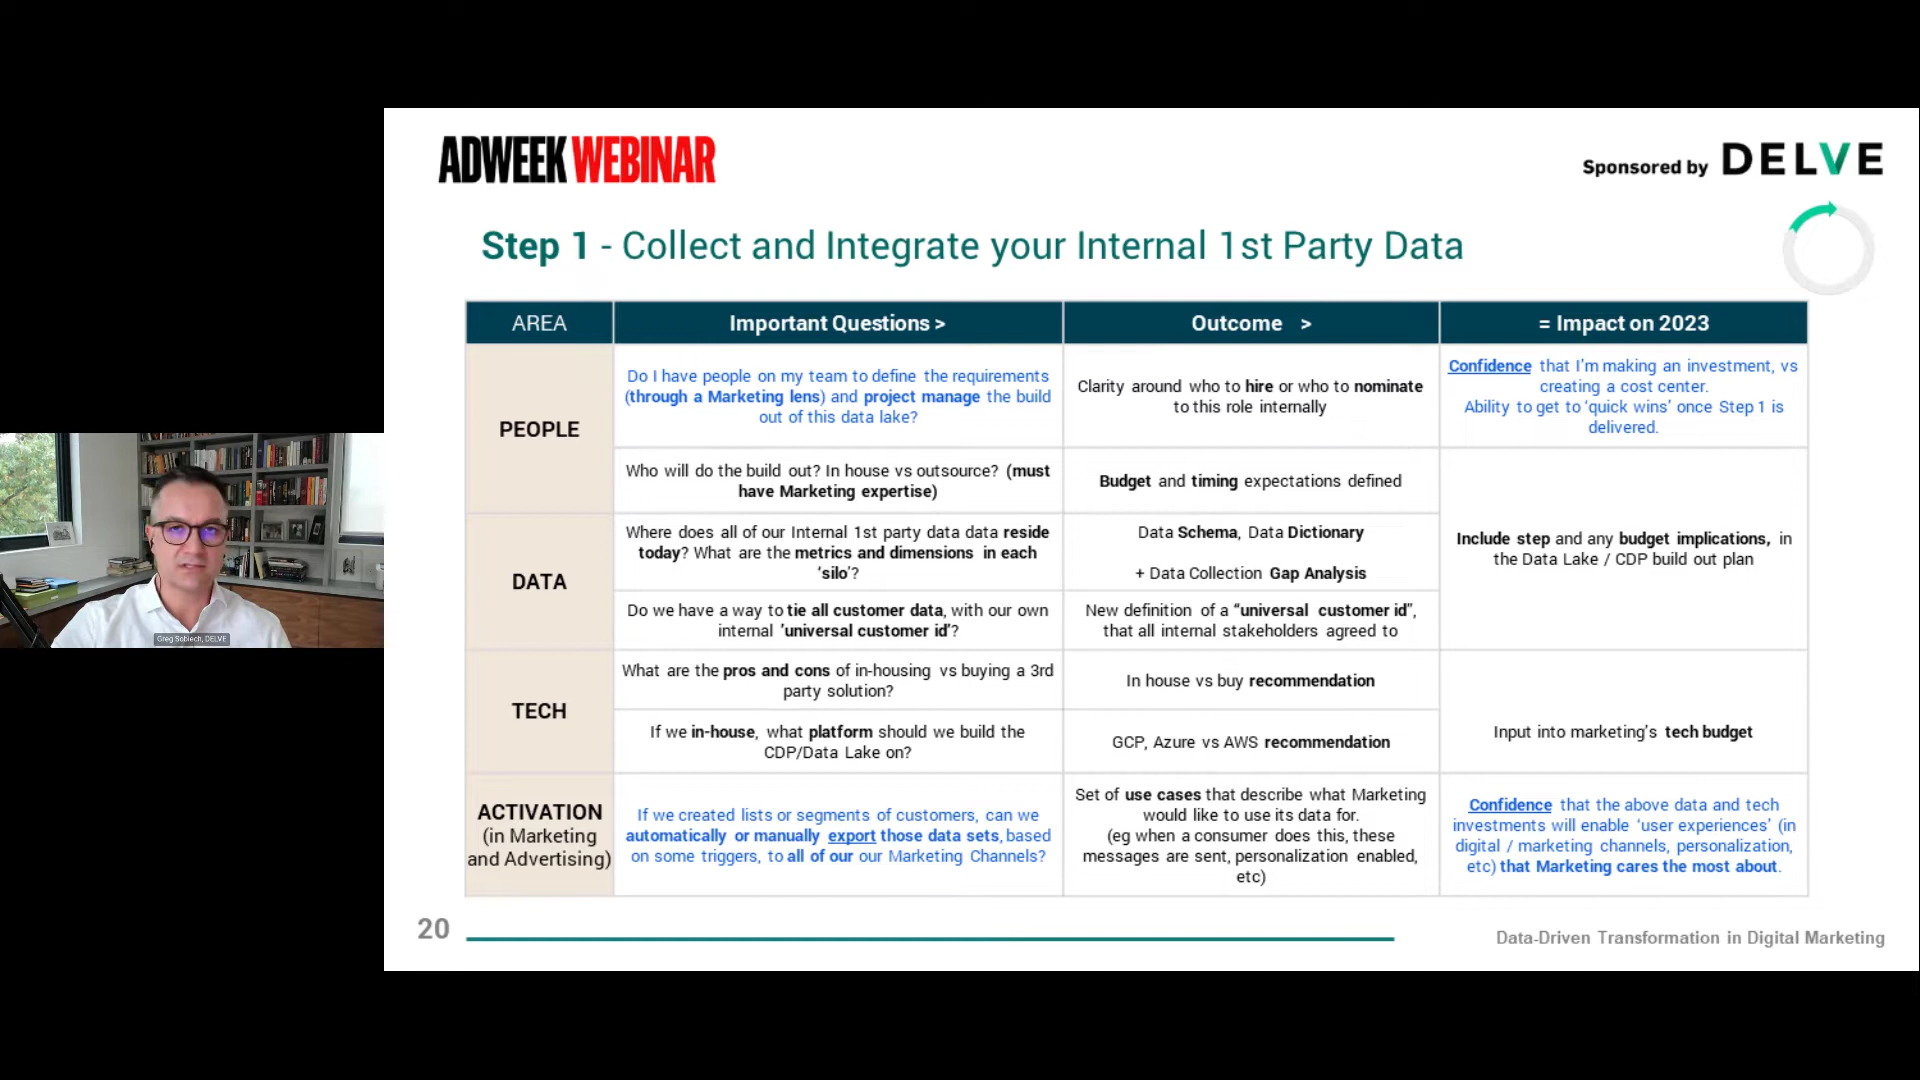 ADWEEK WEBINAR
Sponsored by DELVE
Step 1 - Collect and Integrate your Internal 1st Party Data
AREA
Important Questions >
Outcome >
= Impact on 2023
PEOPLE
Do I have people on my team to define the requirements
(through a Marketing lens) and project manage the build
out of this data lake?
Clarity around who to hire or who to nominate
to this role internally
Confidence that I'm making an investment, vs
creating a cost center.
Ability to get to ‘quick wins’ once Step 1 is
delivered.
Who will do the build out? In house vs outsource? (must
have Marketing expertise)
Budget and timing expectations defined
Include step and any budget implications, in
the Data Lake / CDP build out plan
DATA
Where does all of our Internal 1st party data data reside
today? What are the metrics and dimensions in each
‘silo’?
Data Schema, Data Dictionary
+ Data Collection Gap Analysis
Do we have a way to tie all customer data, with our own
internal ’universal customer id’?
New definition of a “universal customer id”,
that all internal stakeholders agreed to
TECH
What are the pros and cons of in-housing vs buying a 3rd
party solution?
In house vs buy recommendation
Input into marketing's tech budget
If we in-house, what platform should we build the
CDP/Data Lake on?
GCP, Azure vs AWS recommendation
ACTIVATION
(in Marketing
and Advertising)
If we created lists or segments of customers, can we
automatically or manually export those data sets, based
on some triggers, to all of our our Marketing Channels?
Set of use cases that describe what Marketing
would like to use its data for.
(eg when a consumer does this, these
messages are sent, personalization enabled,
etc)
Confidence that the above data and tech
investments will enable ‘user experiences’ (in
digital / marketing channels, personalization,
etc) that Marketing cares the most about.
Greg Sobiech, DELVE
20
Data-Driven Transformation in Digital Marketing